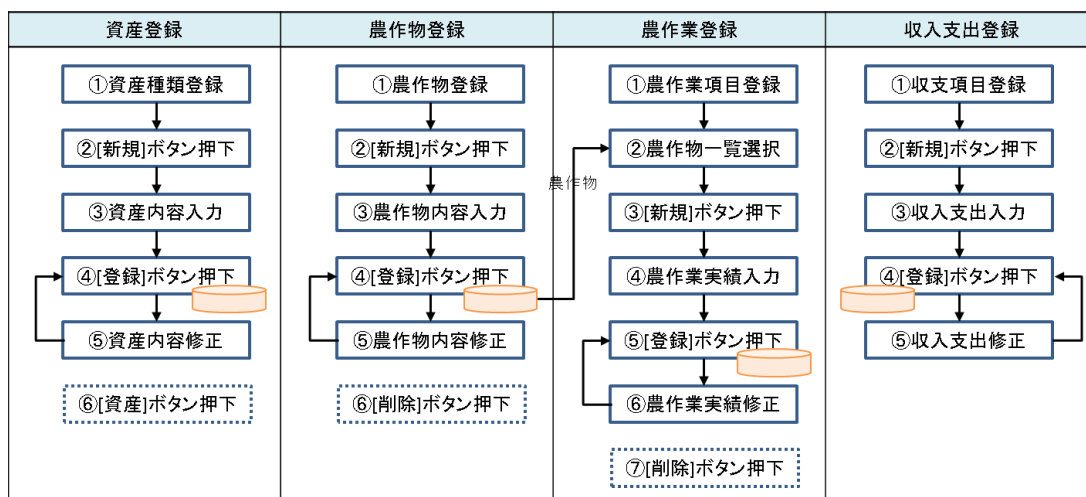 資産登録
①資産種類登録
②[新規]ボタン押下
③資産内容入力
④[登録]ボタン押下
⑤資産内容修正
⑥[資産]ボタン押下
農作物登録
①農作物登録
②[新規]ボタン押下
③農作物内容入力
④[登録]ボタン押下
⑤農作物内容修正
⑥[削除]ボタン押下
農作物
農作業登録
①農作業項目登録
②農作物一覧選択
③[新規]ボタン押下
④農作業実績入力
⑤[登録]ボタン押下
⑥農作業実績修正
⑦[削除]ボタン押下
収入支出登録
①収支項目登録
②[新規]ボタン押下
③収入支出入力
④[登録]ボタン押下
⑤収入支出修正